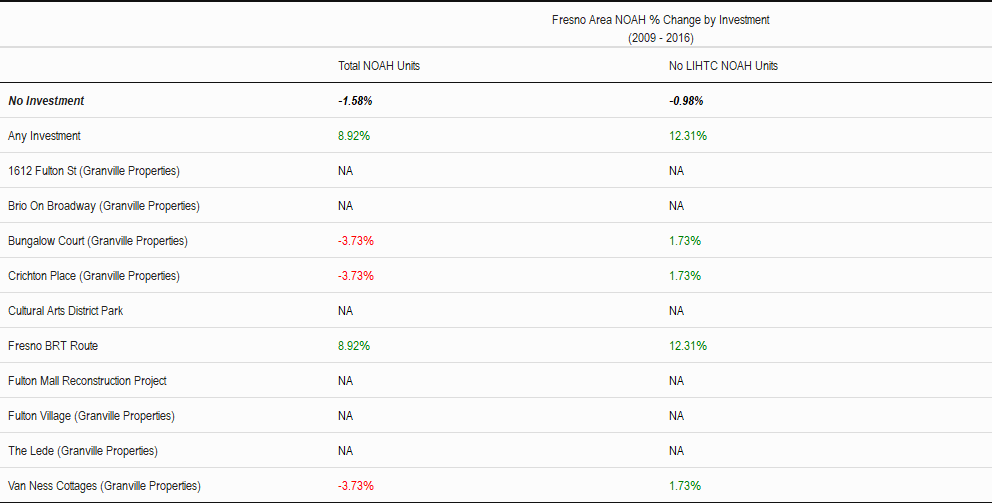 Fresno Area NOAH % Change by Investment
(2009 - 2016)
Total NOAH Units No LIHTC NOAH Units
No Investment -1.58% -0.98%
Any Investment 8.92% 12.31%
1612 Fulton St (Granville Properties) NA NA
Brio On Broadway (Granville Properties) NA NA
Bungalow Court (Granville Properties) -3.73% 1.73%
Crichton Place (Granville Properties) -3.73% 1.73%
Cultural Arts District Park NA NA
Fresno BRT Route 8.92% 12.31%
Fulton Mall Reconstruction Project NA NA
Fulton Village (Granville Properties) NA NA
The Lede (Granville Properties) NA NA
Van Ness Cottages (Granville Properties) -3.73% 1.73%